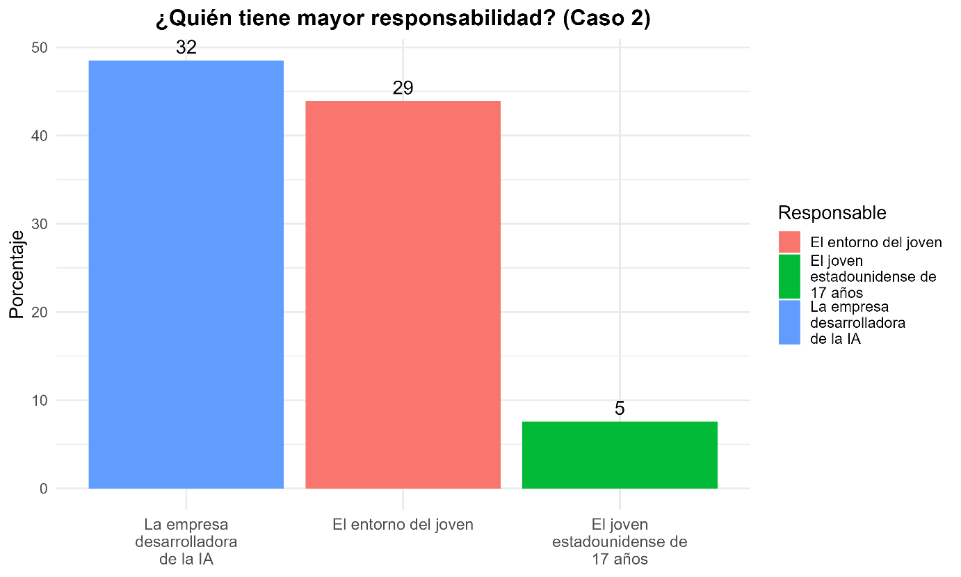 ¿Quién tiene mayor responsabilidad? (Caso 2)
50
40
30
20
10
0
Porcentaje
32
29
5
La empresa
desarrolladora
de la IA
El entorno del joven
El joven
estadounidense de
17 años
Responsable
El entorno del joven
El joven
estadounidense de
17 años
La empresa
desarrolladora
de la IA